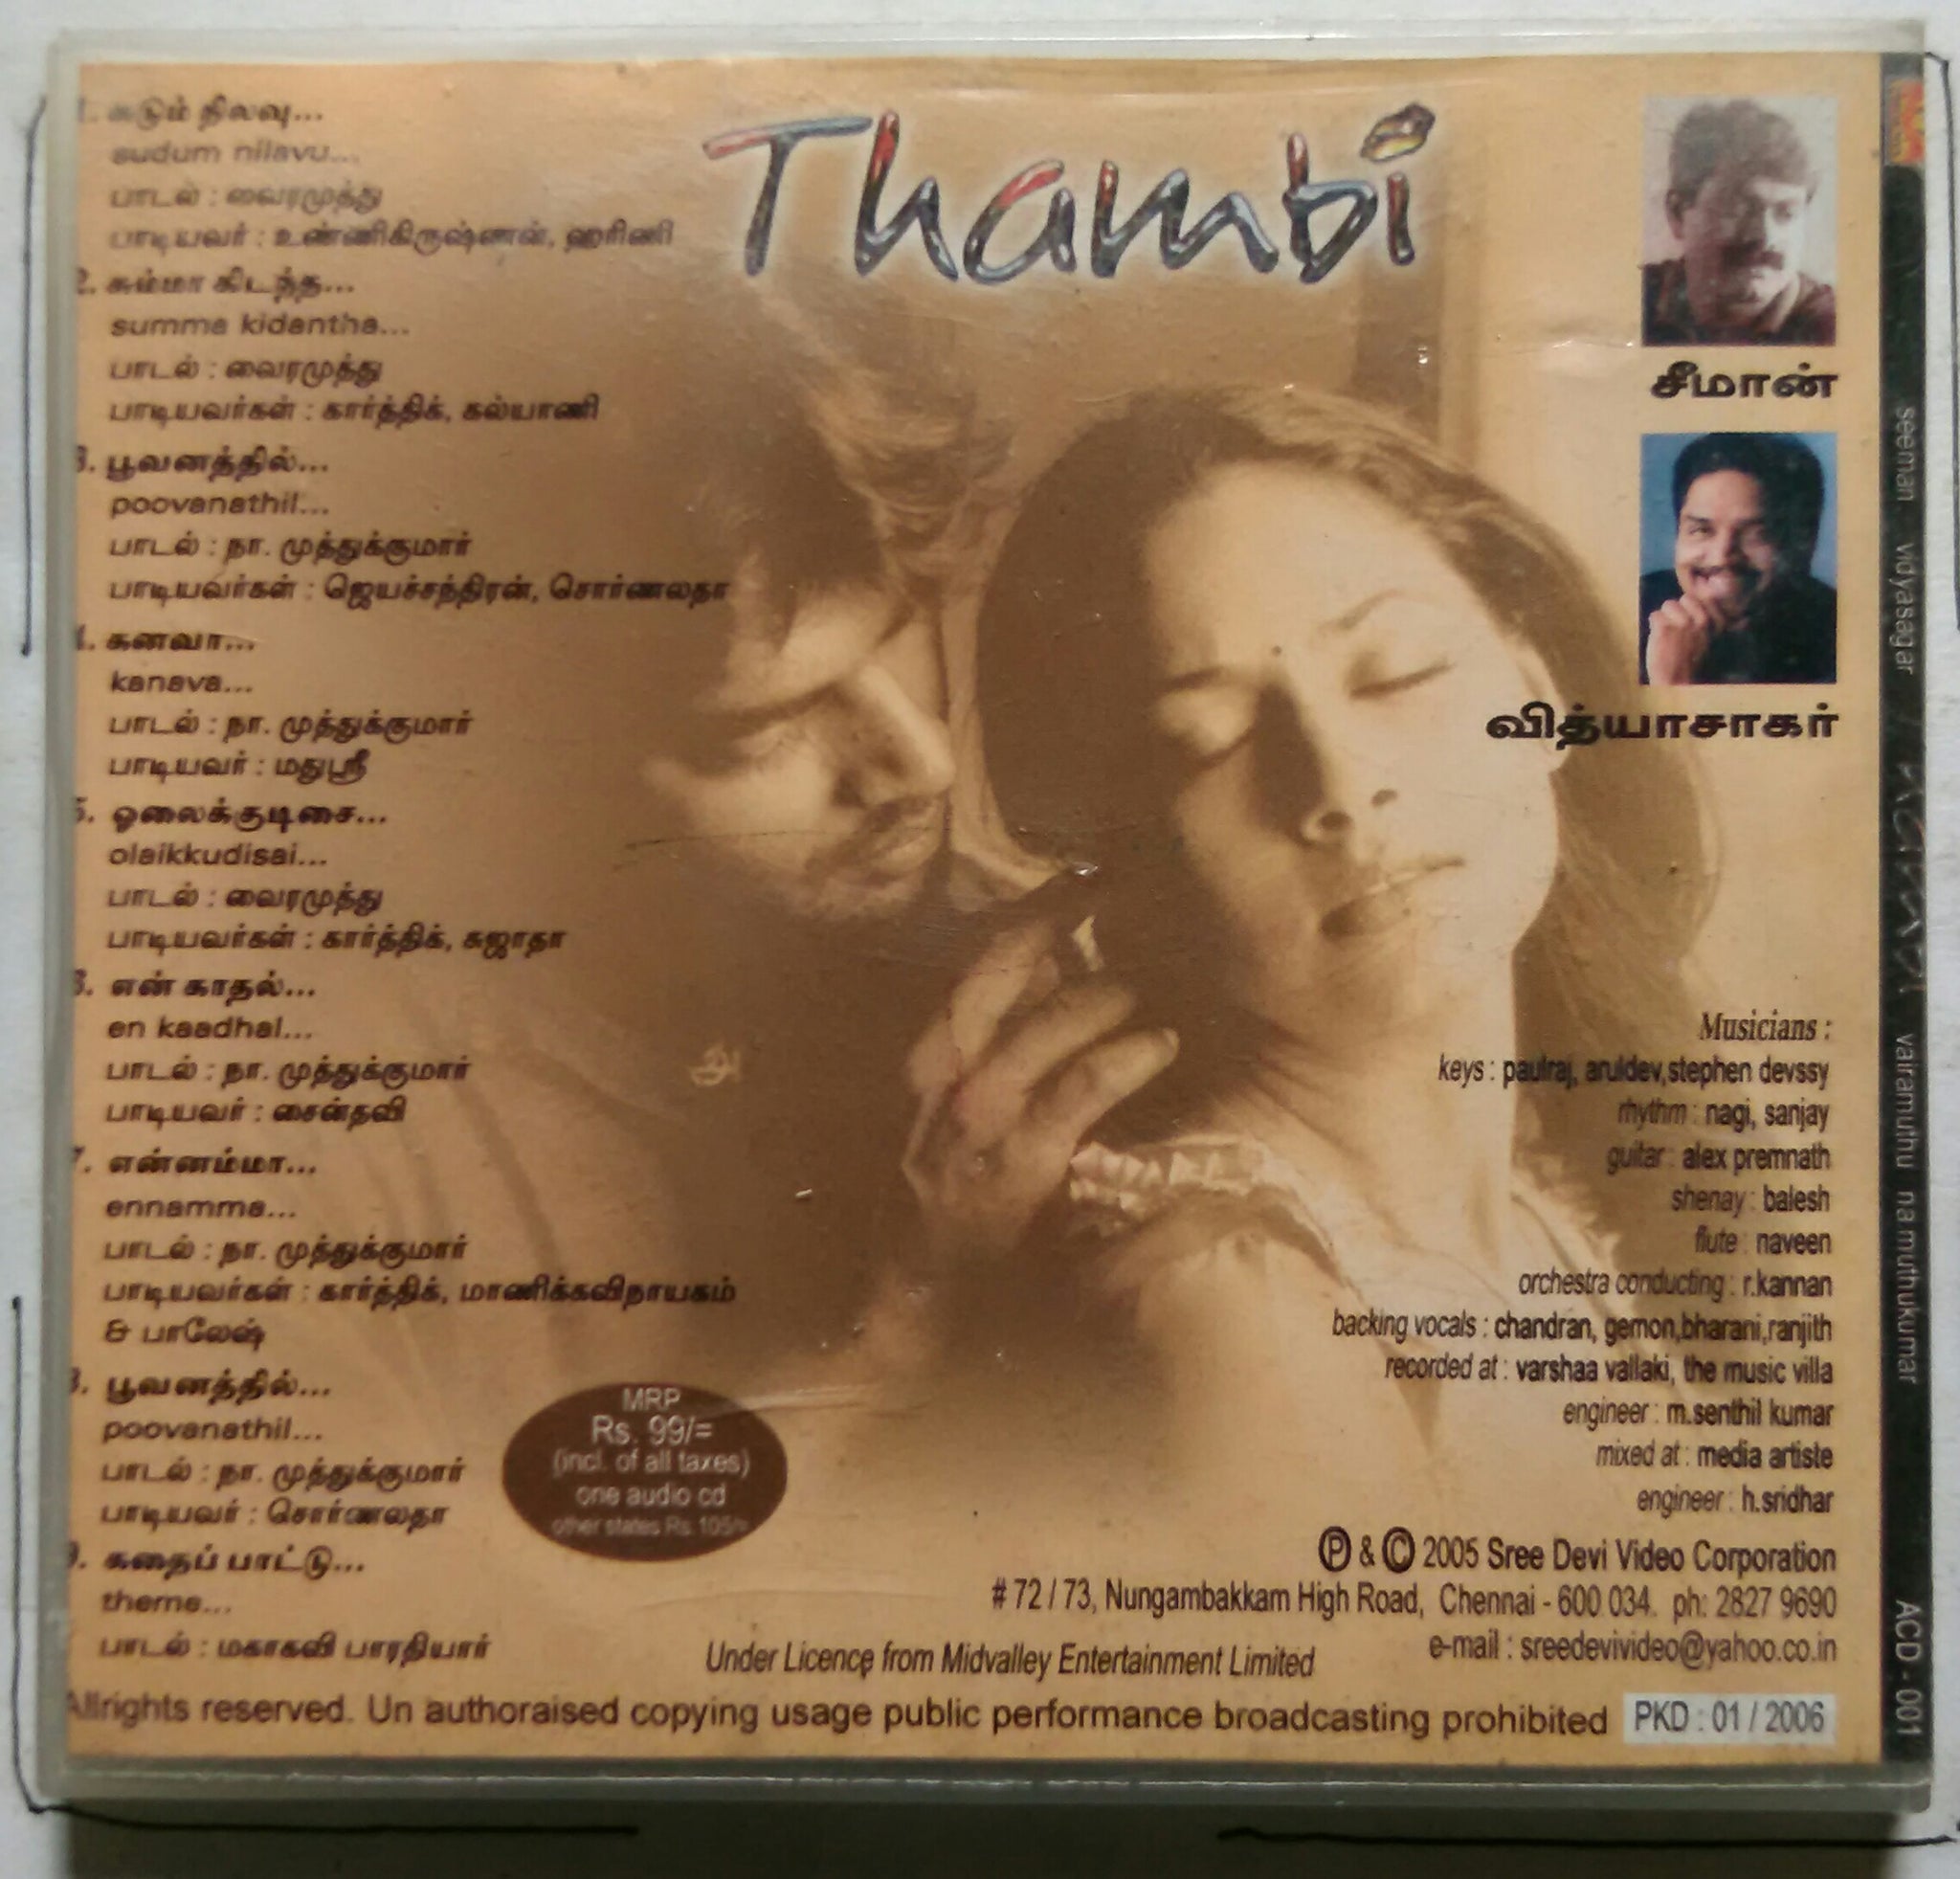 1. சுடும் நிலவு...
sudum nilavu...
பாடல் : வைரமுத்து
பாடியவர் : உண்ணிகிருஷ்ணன், ஹரிணி
2. சும்மா கிடந்த...
summa kidantha...
பாடல் : வைரமுத்து
பாடியவர்கள் : கார்த்திக், கல்யாணி
3. பூவனத்தில்...
poovanathil...
பாடல் : நா. முத்துக்குமார்
பாடியவர்கள் : ஜெயச்சந்திரன், சொர்ணலதா
4. கனவா...
kanava...
பாடல் : நா. முத்துக்குமார்
பாடியவர் : மதுஸ்ரீ
5. ஓலைக்குடிசை...
olaikkudisai...
பாடல் : வைரமுத்து
பாடியவர்கள் : கார்த்திக், சுஜாதா
6. என் காதல்...
en kaadhal...
பாடல் : நா. முத்துக்குமார்
பாடியவர் : சைன்தவி
7. என்னம்மா...
ennamma...
பாடல் : நா. முத்துக்குமார்
பாடியவர்கள் : கார்த்திக், மாணிக்கவிநாயகம்
& பாலேஷ்
8. பூவனத்தில்...
poovanathil...
பாடல் : நா. முத்துக்குமார்
பாடியவர் : சொர்ணலதா
9. கதைப் பாட்டு...
theme...
பாடல் : மகாகவி பாரதியார்
Thambi
சீமான்
வித்யாசாகர்
அ
MRP
Rs. 99/=
(incl. of all taxes)
one audio cd
other states Rs. 105/=
Musicians :
keys : paulraj, aruldev,stephen devssy
rhythm : nagi, sanjay
guitar : alex premnath
shenay : balesh
flute : naveen
orchestra conducting : r.kannan
backing vocals : chandran, gemon,bharani,ranjith
recorded at : varshaa vallaki, the music villa
engineer : m.senthil kumar
mixed at : media artiste
engineer : h.sridhar
Ⓟ & © 2005 Sree Devi Video Corporation
# 72 / 73, Nungambakkam High Road, Chennai - 600 034. ph: 2827 9690
e-mail : sreedevivideo@yahoo.co.in
Under Licence from Midvalley Entertainment Limited
Allrights reserved. Un authoraised copying usage public performance broadcasting prohibited
PKD : 01 / 2006
seeman vidyasagar
vairamuthu na muthukumar
ACD - 001